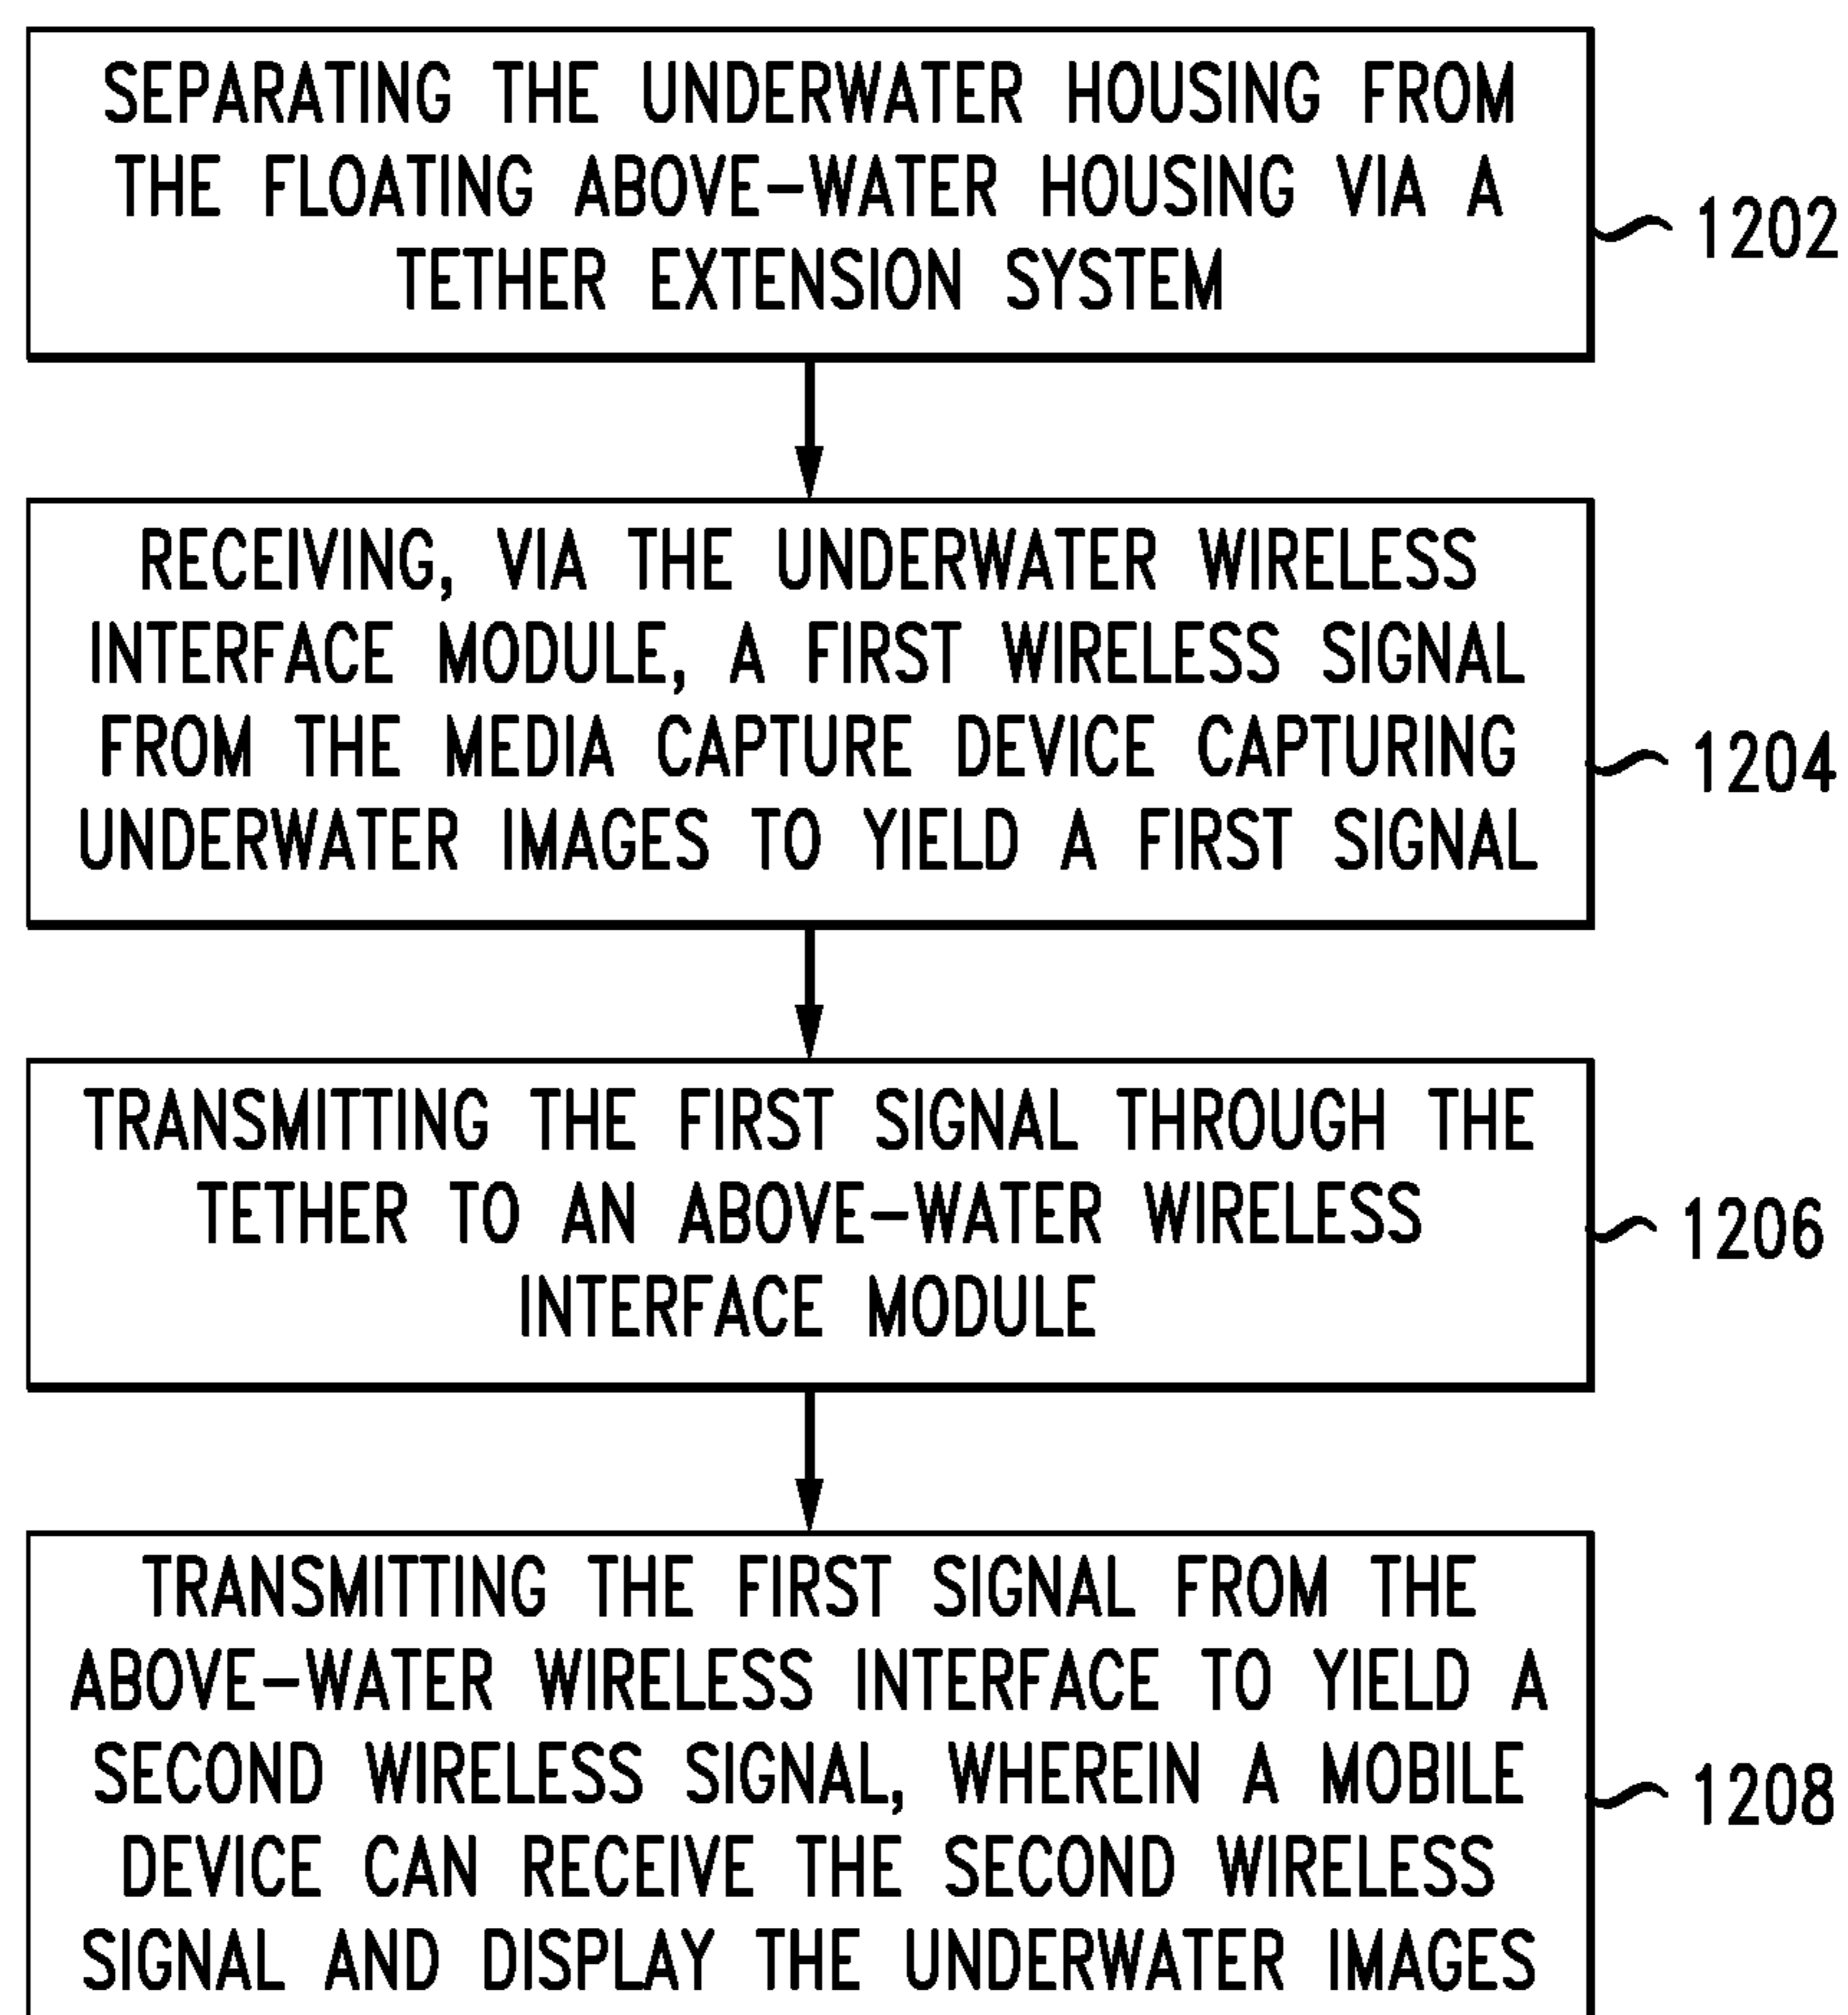 SEPARATING THE UNDERWATER HOUSING FROM
THE FLOATING ABOVE-WATER HOUSING VIA A
TETHER EXTENSION SYSTEM
1202
RECEIVING, VIA THE UNDERWATER WIRELESS
INTERFACE MODULE, A FIRST WIRELESS SIGNAL
FROM THE MEDIA CAPTURE DEVICE CAPTURING
UNDERWATER IMAGES TO YIELD A FIRST SIGNAL
1204
TRANSMITTING THE FIRST SIGNAL THROUGH THE
TETHER TO AN ABOVE-WATER WIRELESS
INTERFACE MODULE
1206
TRANSMITTING THE FIRST SIGNAL FROM THE
ABOVE-WATER WIRELESS INTERFACE TO YIELD A
SECOND WIRELESS SIGNAL, WHEREIN A MOBILE
DEVICE CAN RECEIVE THE SECOND WIRELESS
SIGNAL AND DISPLAY THE UNDERWATER IMAGES
1208